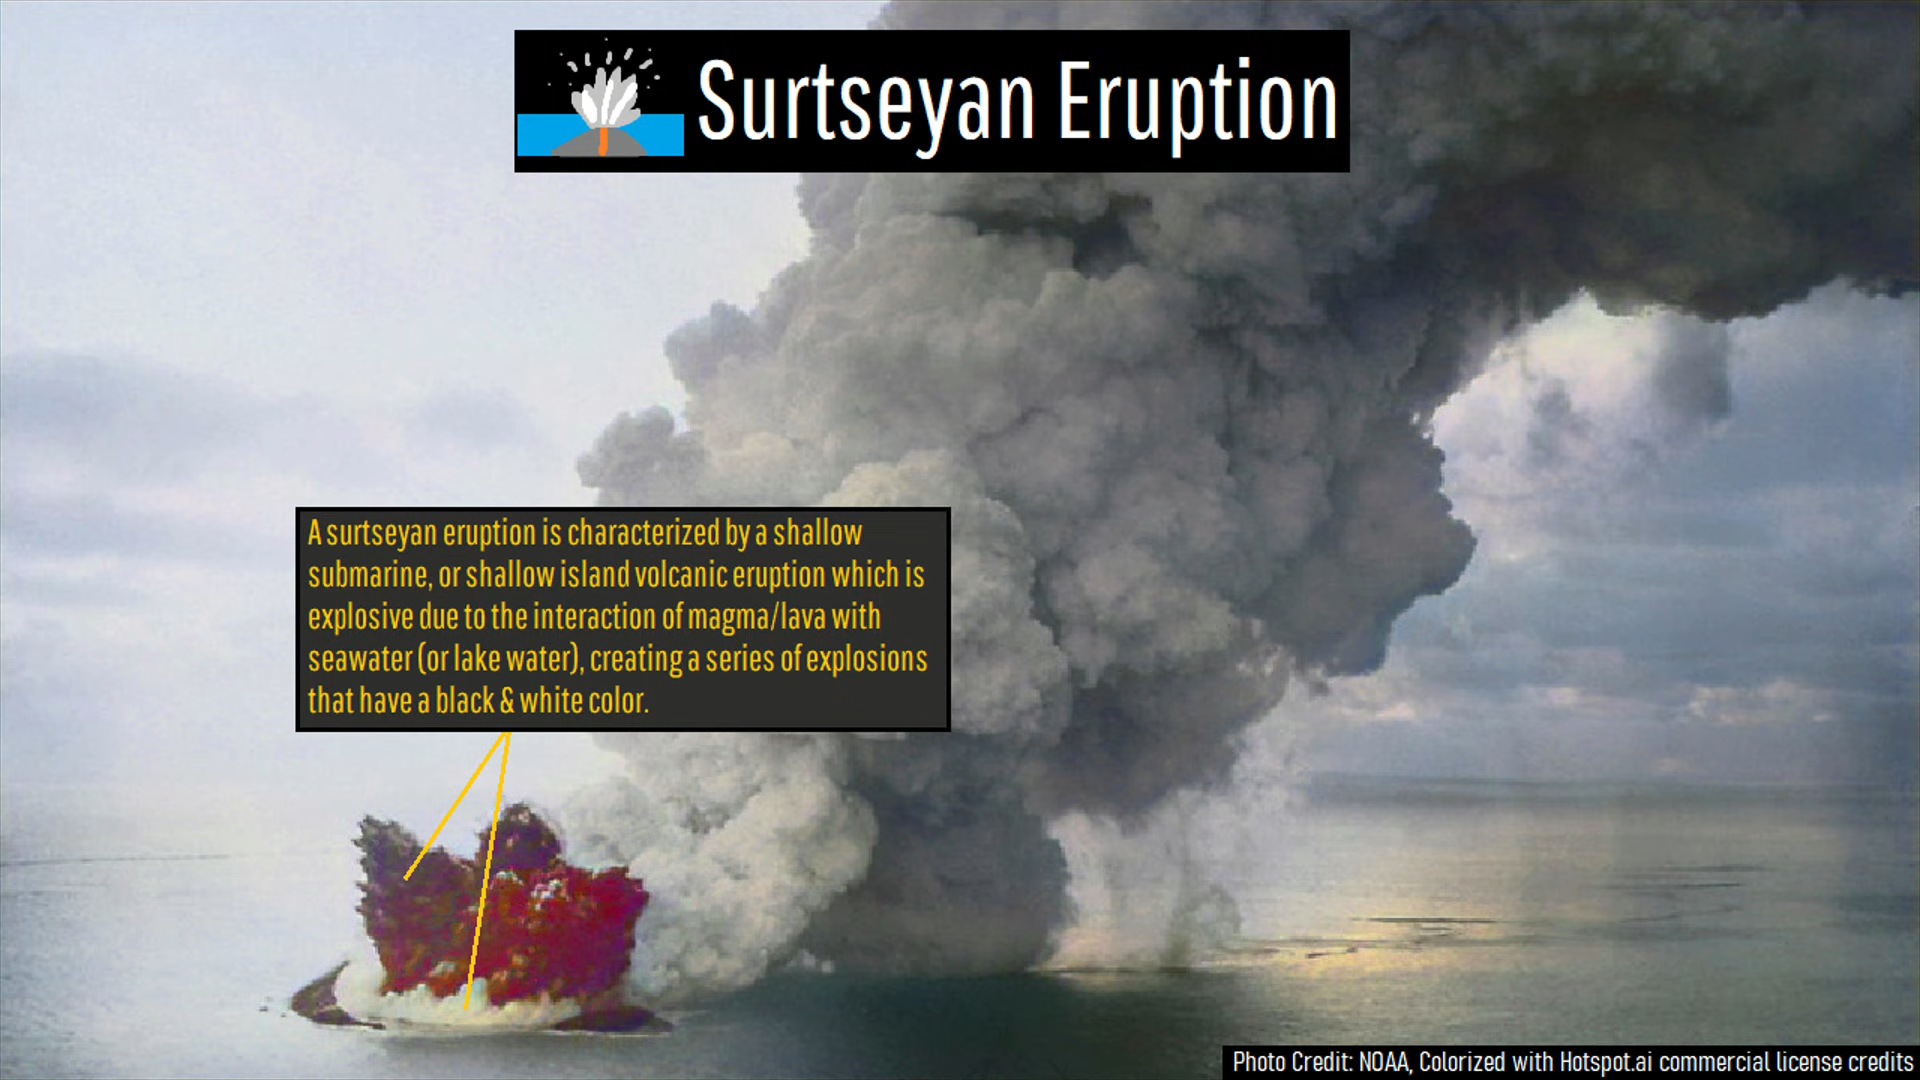 Surtseyan Eruption
A surtseyan eruption is characterized by a shallow
submarine, or shallow island volcanic eruption which is
explosive due to the interaction of magma/lava with
seawater (or lake water), creating a series of explosions
that have a black & white color.
Photo Credit: NOAA, Colorized with Hotspot.ai commercial license credits